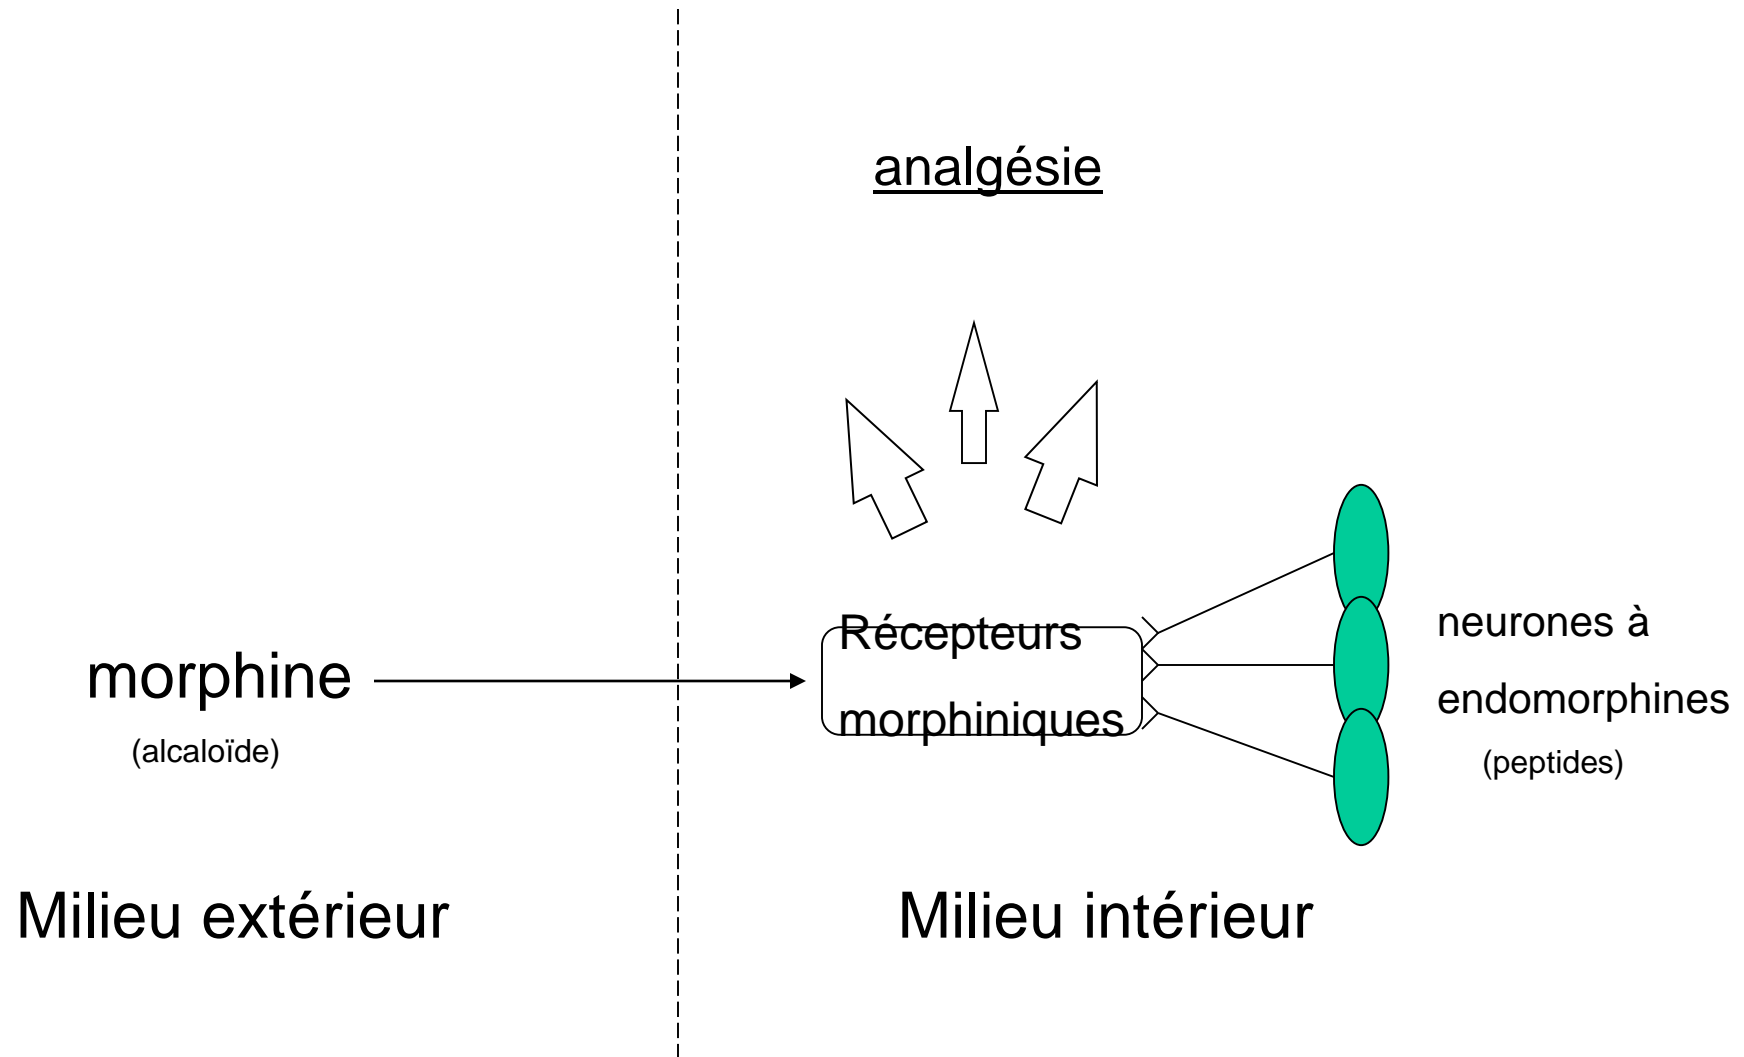 analgésie
Récepteurs
morphiniques
morphine
(alcaloïde)
neurones à
endomorphines
(peptides)
Milieu extérieur
Milieu intérieur